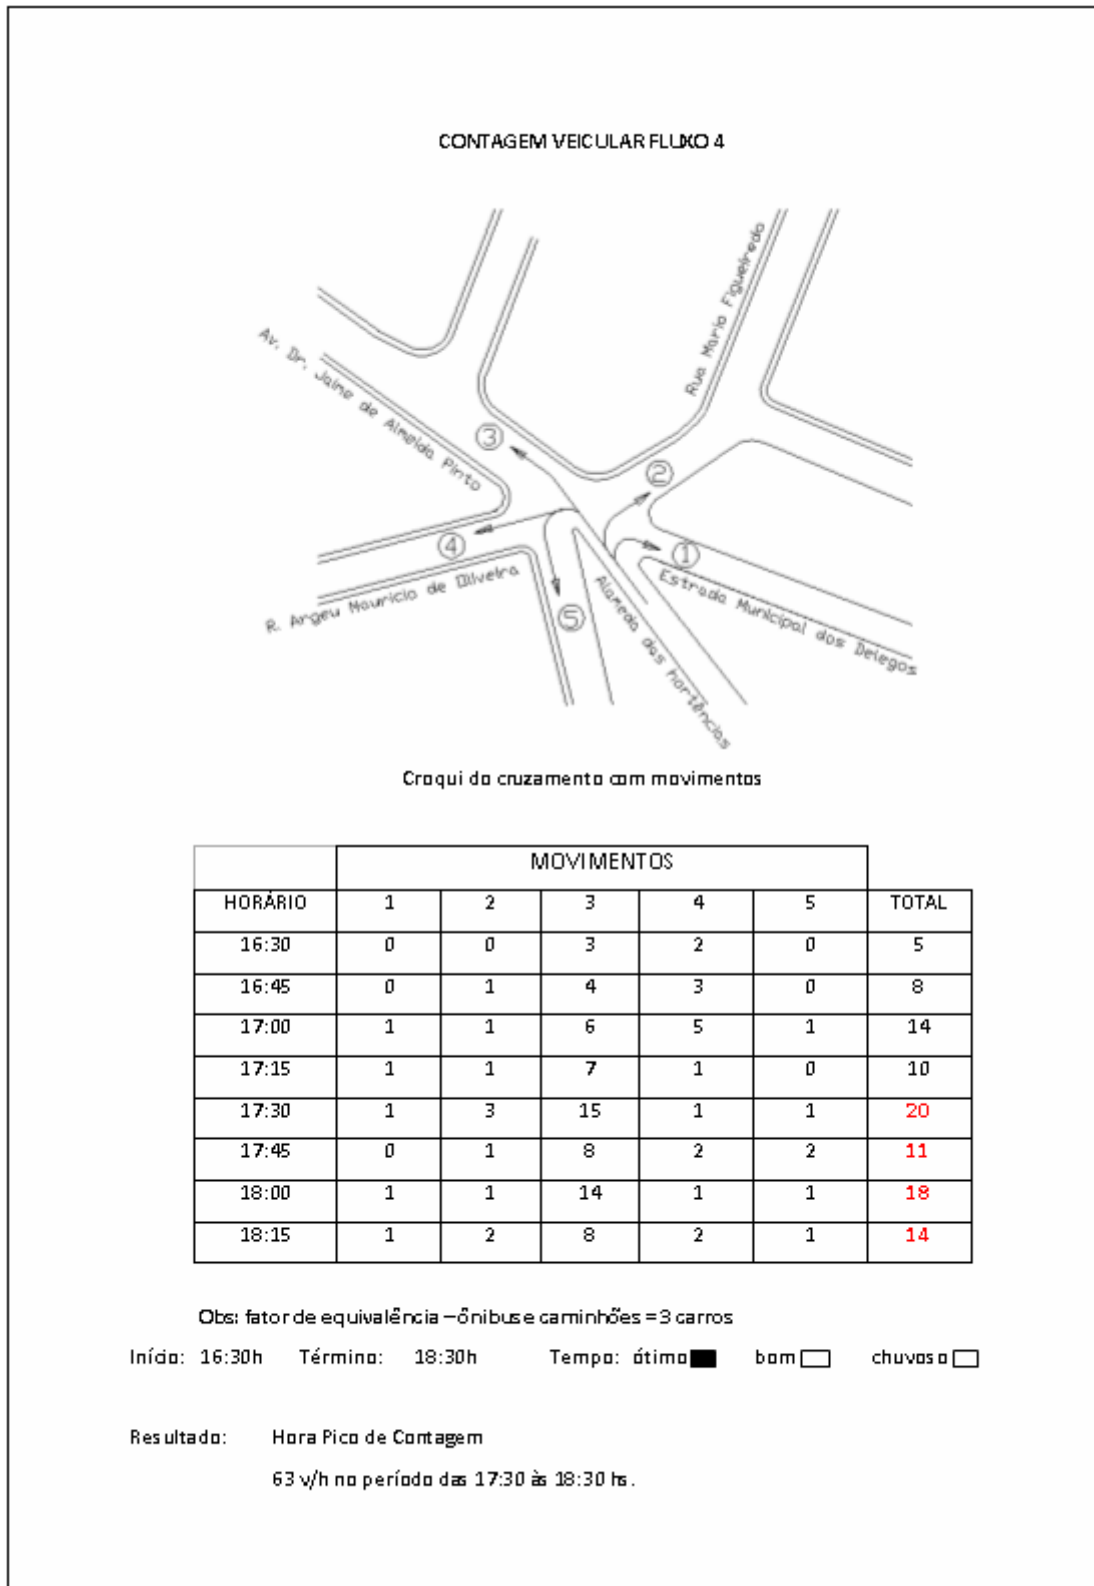 CONTAGEM VEICULAR FLUXO 4
Rua Maria Figueiredo
Av. Dr. Jaime de Almeida Pinto
3
2
4
1
5
R. Argeu Mauricio de Oilveira
Estrada Municipal dos Delegos
Alameda das hortências
Croqui do cruzamento com movimentos
MOVIMENTOS
HORÁRIO 1 2 3 4 5 TOTAL
16:30 0 0 3 2 0 5
16:45 0 1 4 3 0 8
17:00 1 1 6 5 1 14
17:15 1 1 7 1 0 10
17:30 1 3 15 1 1 20
17:45 0 1 8 2 2 11
18:00 1 1 14 1 1 18
18:15 1 2 8 2 1 14
Obs: fator de equivalência – ônibus e caminhões = 3 carros
Início: 16:30h Término: 18:30h Tempo: ótimo bom chuvoso
Resultado: Hora Pico de Contagem
63 v/h no período das 17:30 às 18:30 hs.